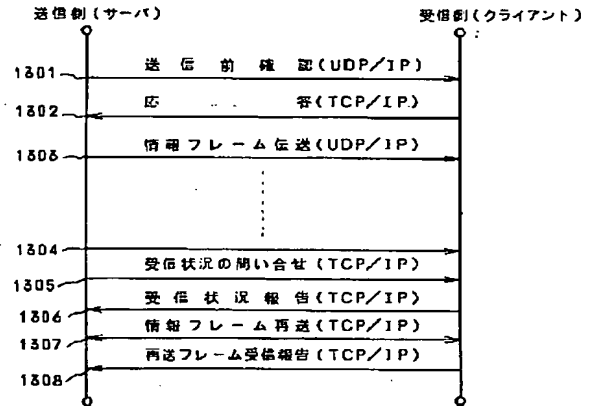 送信側(サーバ)
受信側(クライアント)
1301
送信前確認(UDP/IP)
1302
応答(TCP/IP)
1303
情報フレーム伝送(UDP/IP)
1304
受信状況の問い合せ(TCP/IP)
1305
受信状況報告(TCP/IP)
1306
情報フレーム再送(TCP/IP)
1307
再送フレーム受信報告(TCP/IP)
1308